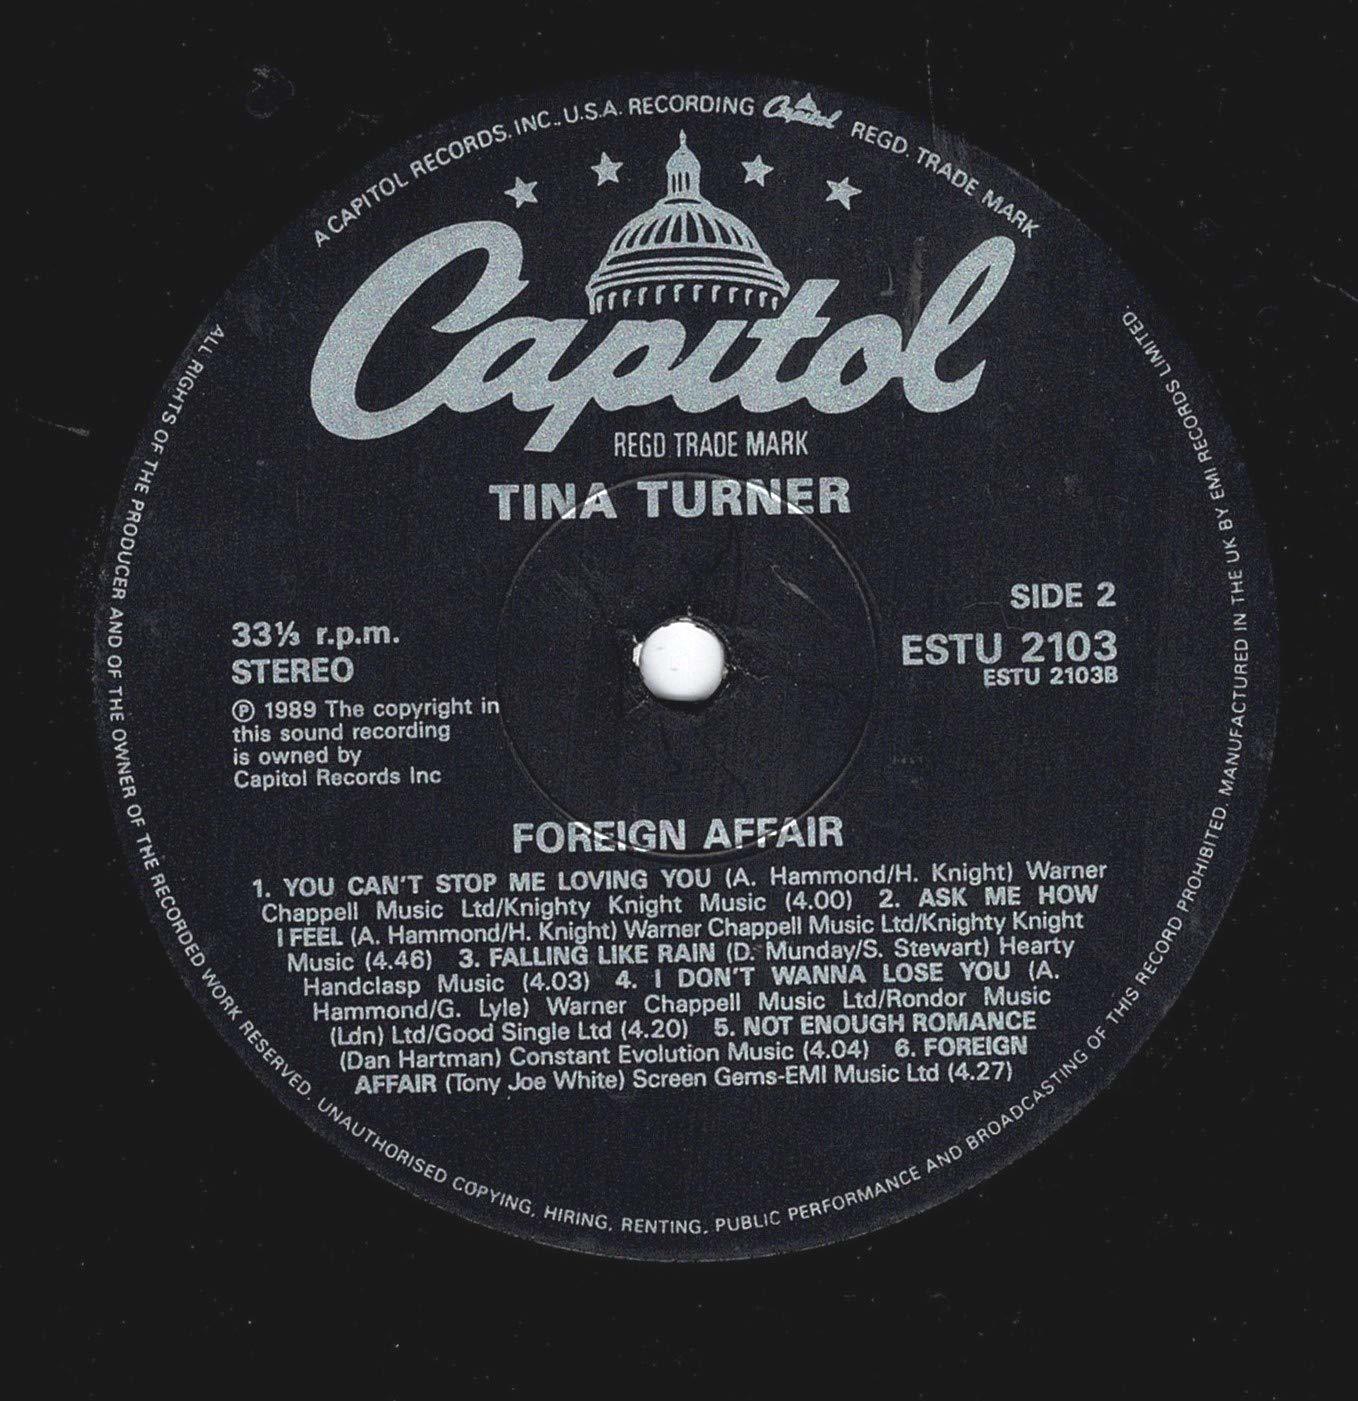 A CAPITOL RECORDS. INC., U.S.A. RECORDING Capitol REGD. TRADE MARK
Capitol
REGD TRADE MARK
TINA TURNER
SIDE 2
ESTU 2103
ESTU 2103B
33⅓ r.p.m.
STEREO
℗ 1989 The copyright in
this sound recording
is owned by
Capitol Records Inc
FOREIGN AFFAIR
1. YOU CAN'T STOP ME LOVING YOU (A. Hammond/H. Knight) Warner
Chappell Music Ltd/Knighty Knight Music (4.00) 2. ASK ME HOW
I FEEL (A. Hammond/H. Knight) Warner Chappell Music Ltd/Knighty Knight
Music (4.46) 3. FALLING LIKE RAIN (D. Munday/S. Stewart) Hearty
Handclasp Music (4.03) 4. I DON'T WANNA LOSE YOU (A.
Hammond/G. Lyle) Warner Chappell Music Ltd/Rondor Music
(Ldn) Ltd/Good Single Ltd (4.20) 5. NOT ENOUGH ROMANCE
(Dan Hartman) Constant Evolution Music (4.04) 6. FOREIGN
AFFAIR (Tony Joe White) Screen Gems-EMI Music Ltd (4.27)
ALL RIGHTS OF THE PRODUCER AND OF THE OWNER OF THE RECORDED WORK RESERVED. UNAUTHORISED COPYING, HIRING, RENTING, PUBLIC PERFORMANCE AND BROADCASTING OF THIS RECORD PROHIBITED. MANUFACTURED IN THE UK BY EMI RECORDS LIMITED.